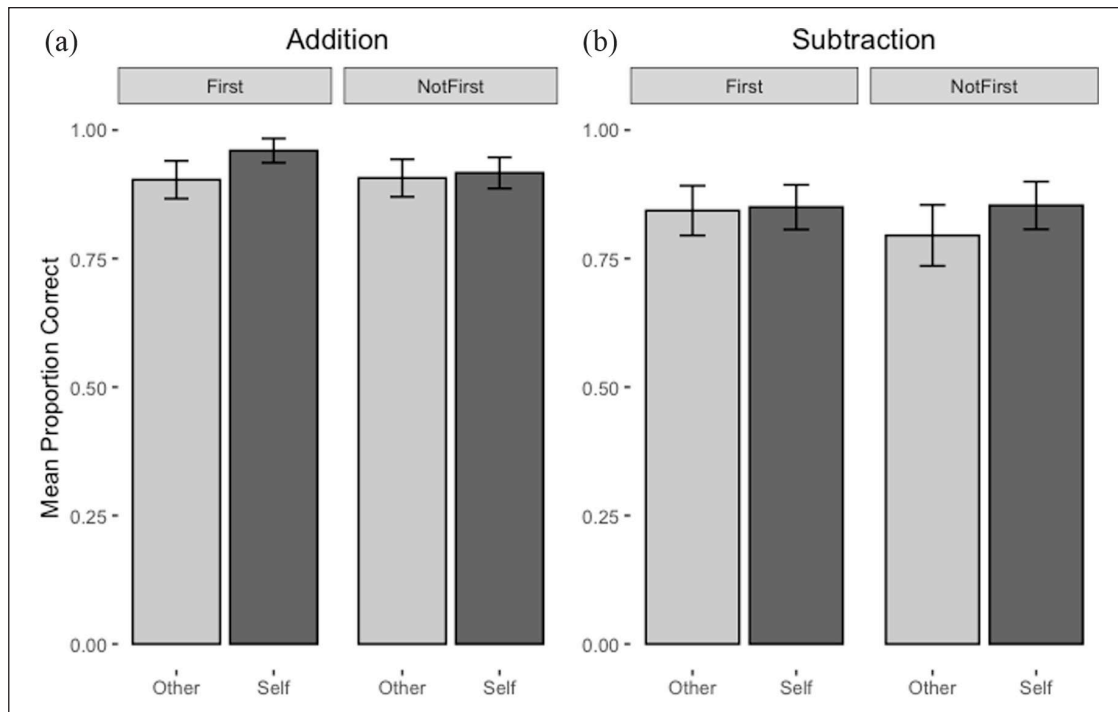 (a) Addition
First NotFirst
Mean Proportion Correct
1.00
0.75
0.50
0.25
0.00
Other Self Other Self
(b) Subtraction
First NotFirst
1.00
0.75
0.50
0.25
0.00
Other Self Other Self